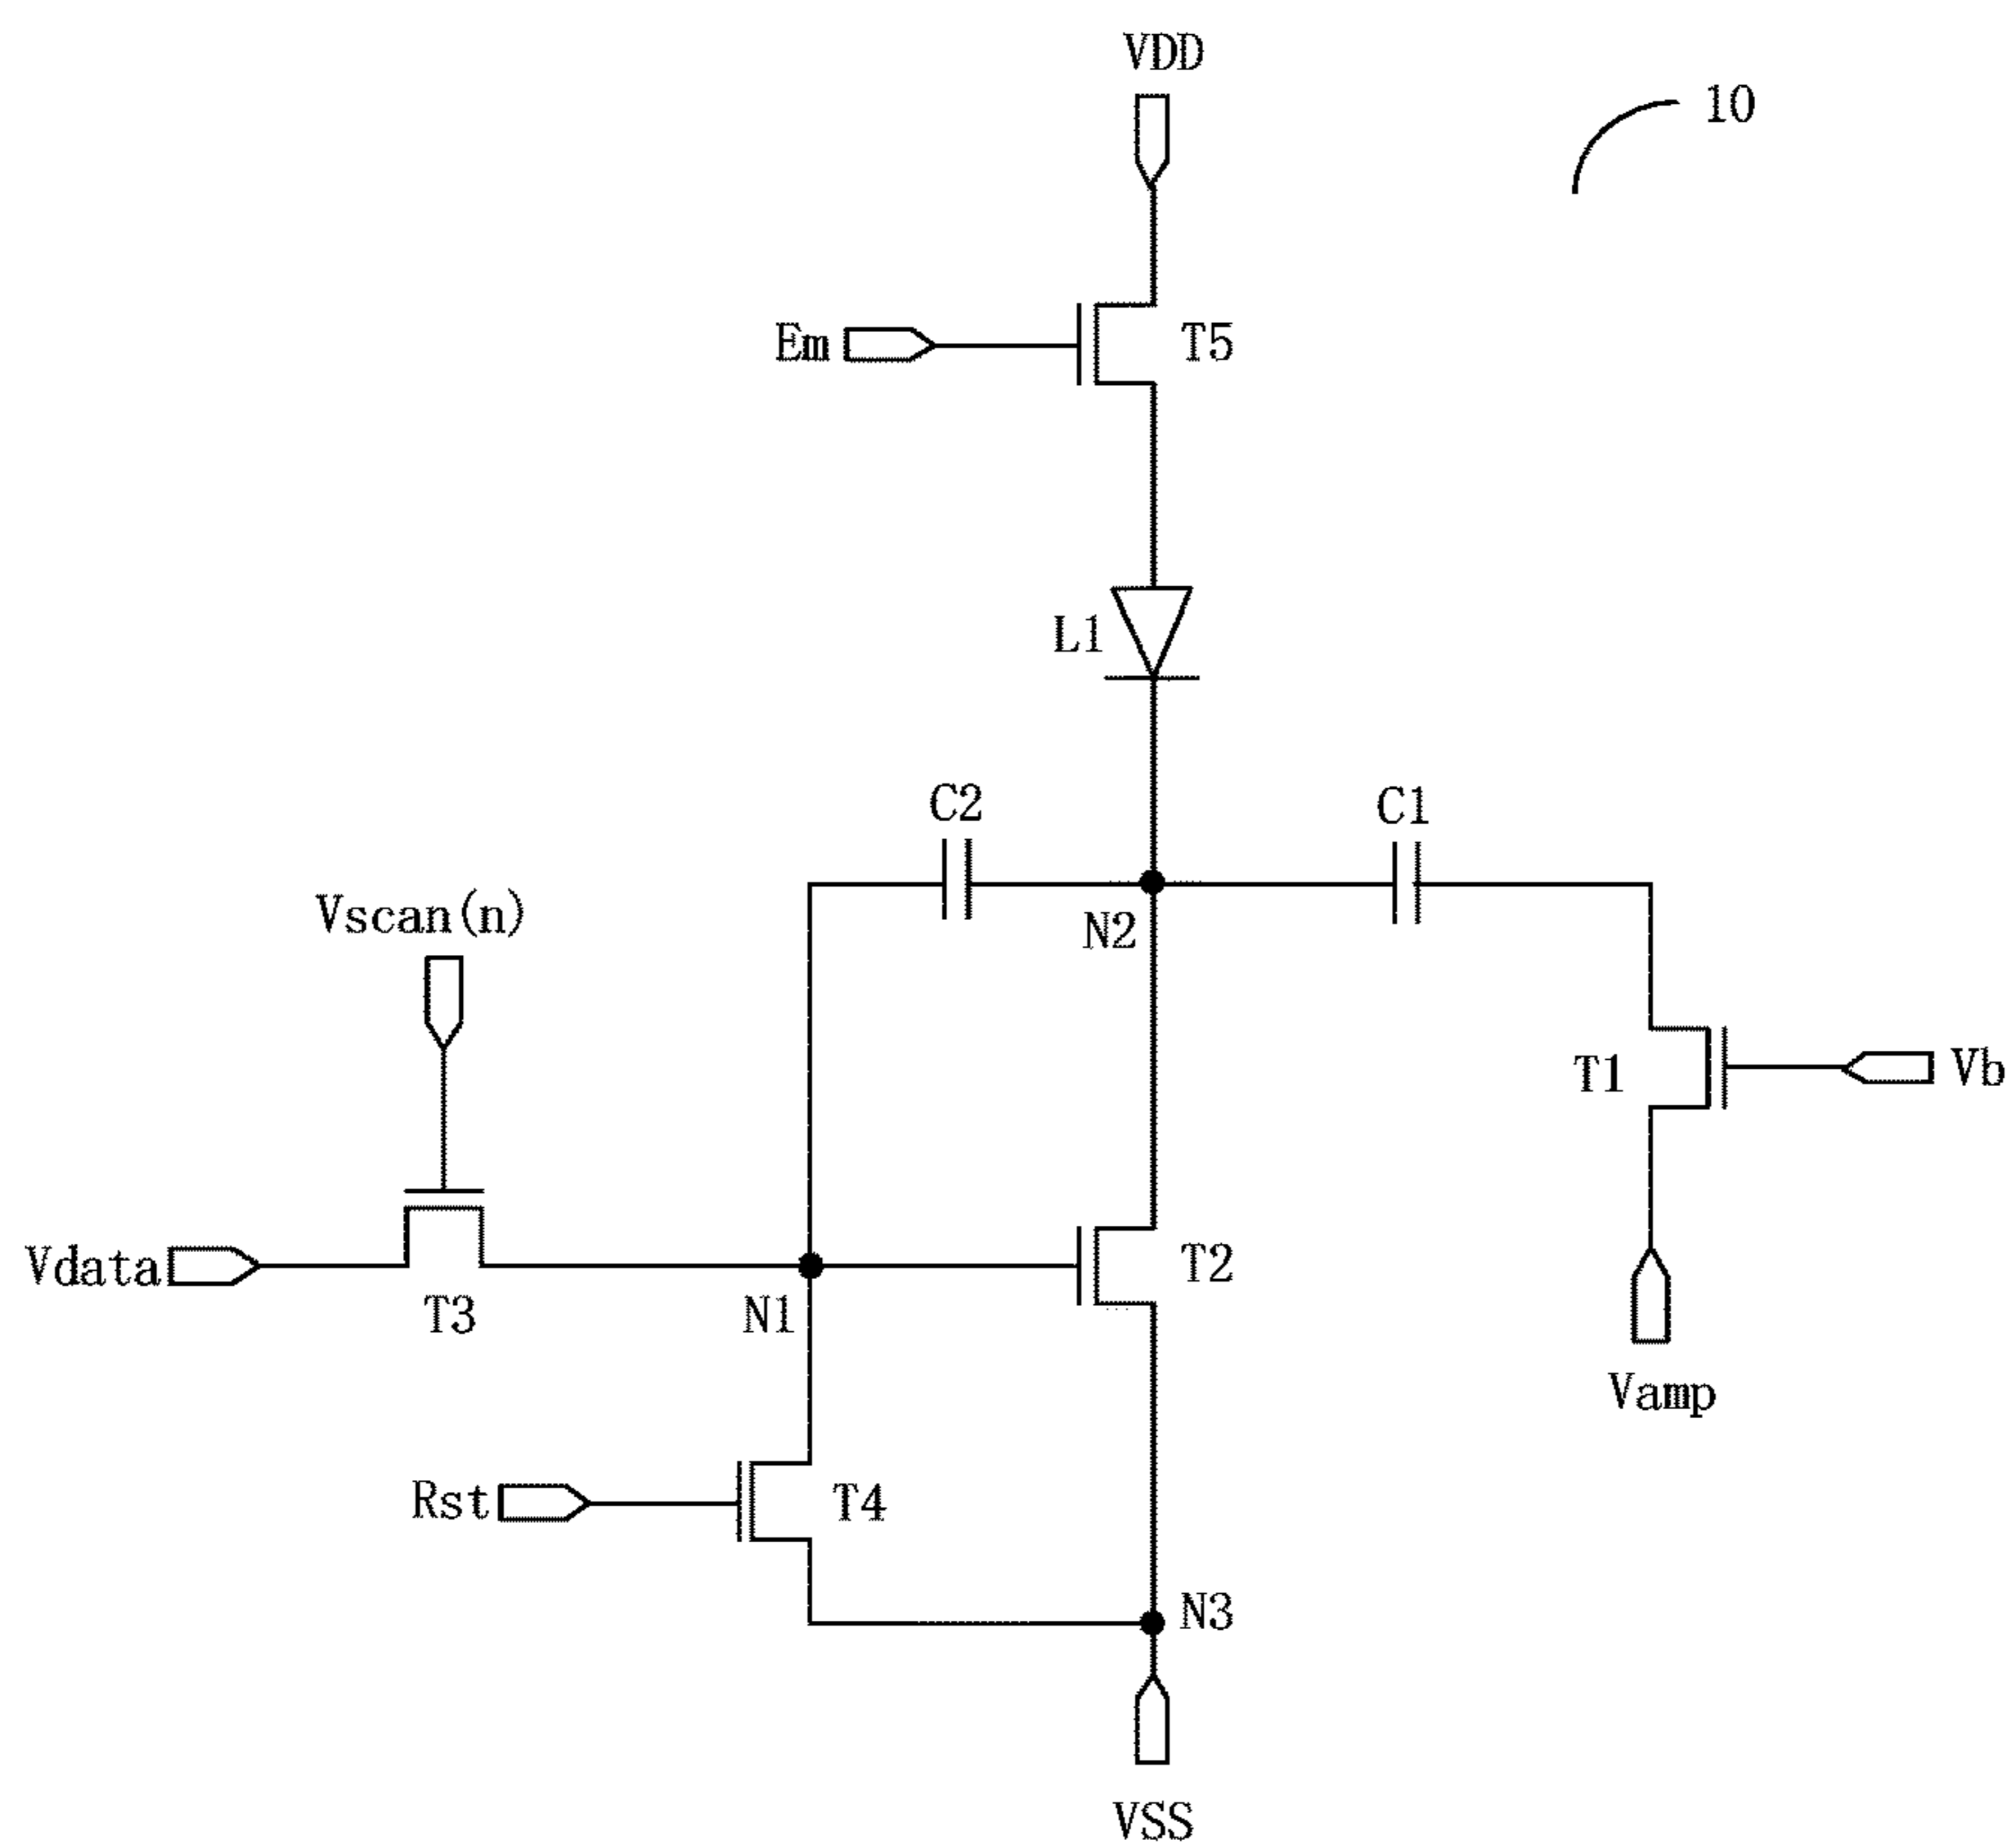 VDD
10
Em
T5
L1
C2
C1
Vscan(n)
N2
T1
Vb
Vdata
T3
N1
T2
Vamp
Rst
T4
N3
VSS